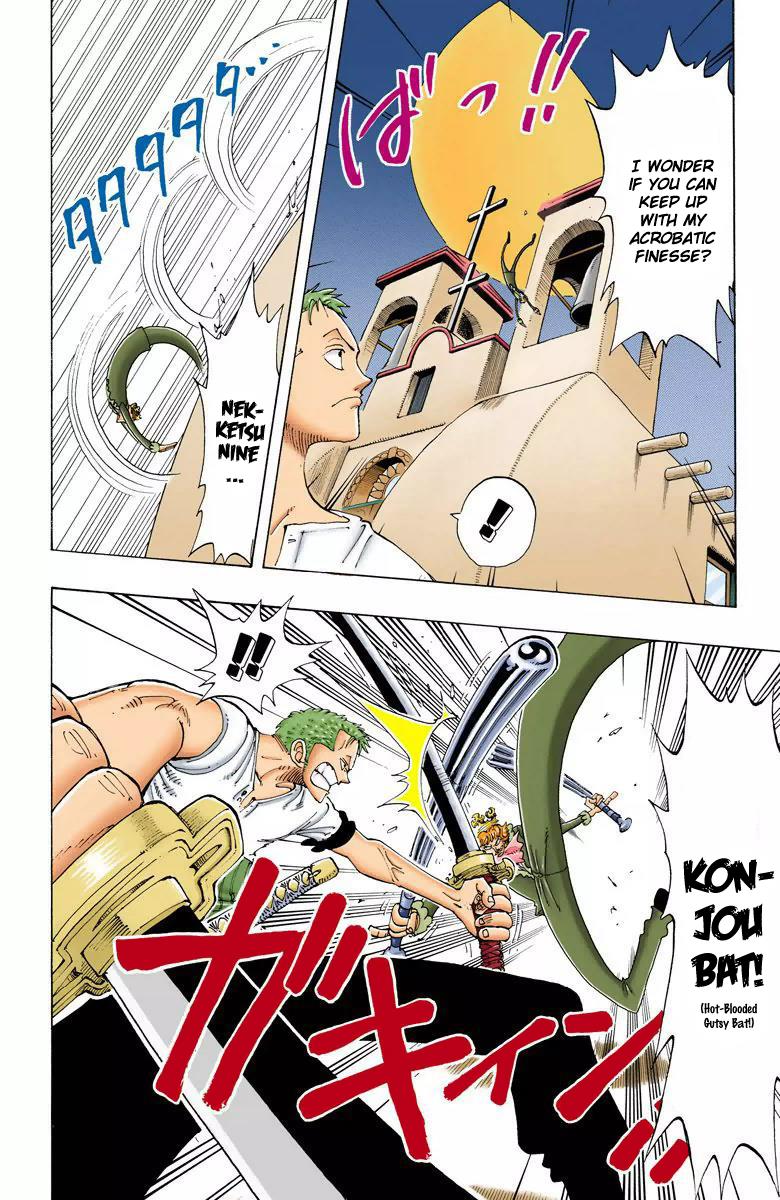 I WONDER
IF YOU CAN
KEEP UP
WITH MY
ACROBATIC
FINESSE?
ばっ!!
!
タタタタタ…
NEK-
KETSU
NINE
...
!!
KON-
JOU
BAT!
(Hot-Blooded
Gutsy Bat!)
ガキィン